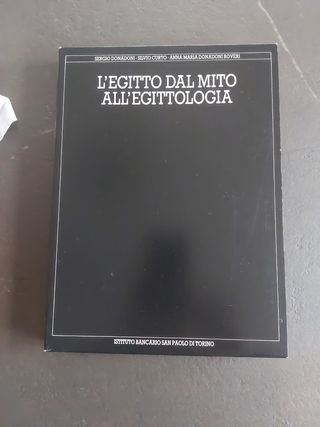 SERGIO DONADONI - SILVIO CURTO - ANNA MARIA DONADONI ROVERI
L'EGITTO DAL MITO
ALL'EGITTOLOGIA
ISTITUTO BANCARIO SAN PAOLO DI TORINO